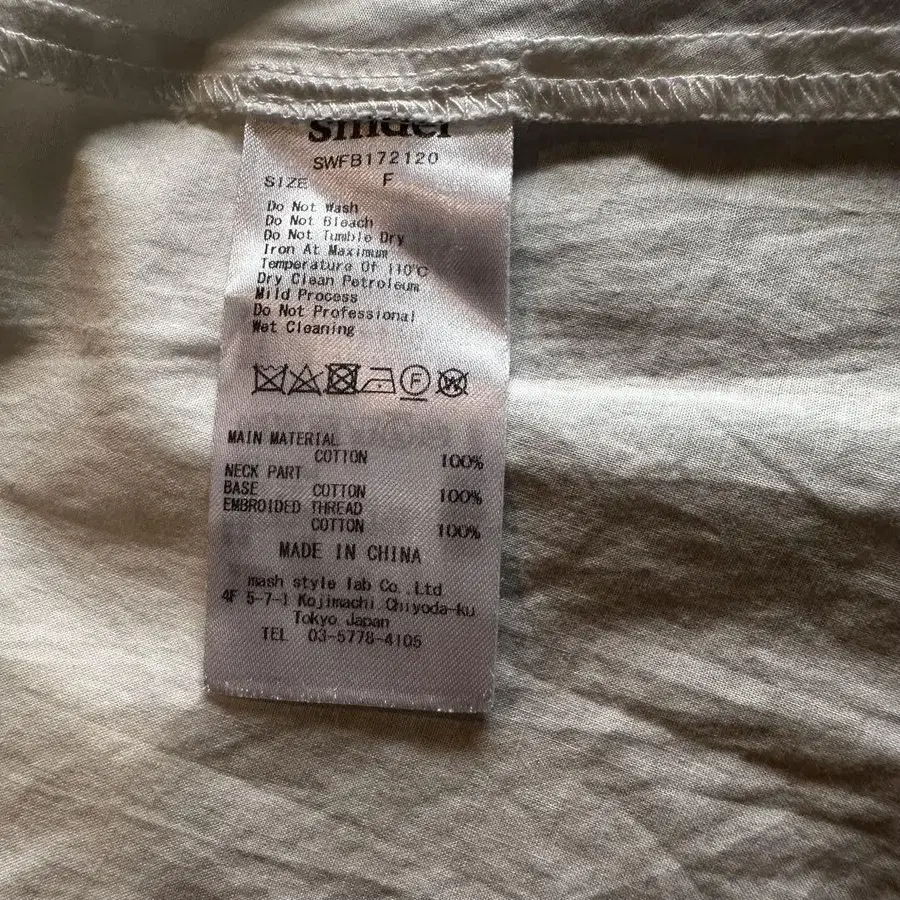 snidel
SWFB172120
SIZE F
Do Not Wash
Do Not Bleach
Do Not Tumble Dry
Iron At Maximum
Temperature Of 110°C
Dry Clean Petroleum
Mild Process
Do Not Professional
Wet Cleaning
F W
MAIN MATERIAL
COTTON 100%
NECK PART
BASE COTTON 100%
EMBROIDED THREAD
COTTON 100%
MADE IN CHINA
mash style lab Co.,Ltd
4F 5-7-1 Kojimachi Chiyoda-ku
Tokyo Japan
TEL 03-5778-4105